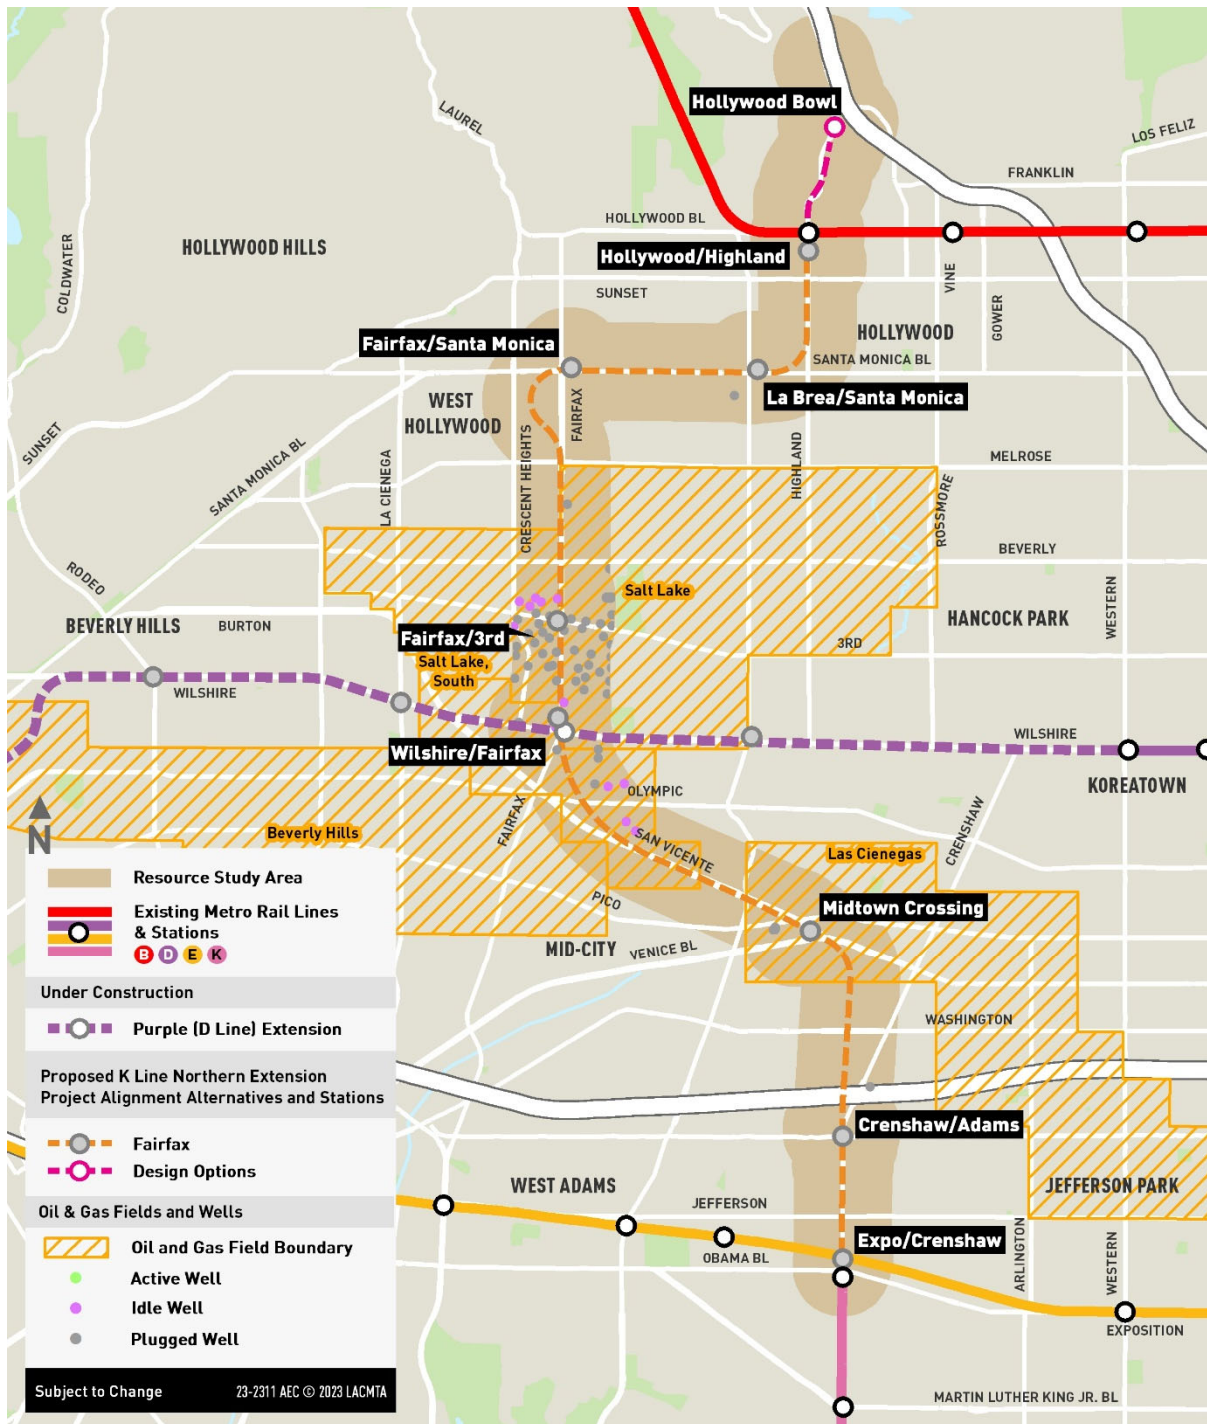 Hollywood Bowl
LAUREL
LOS FELIZ
FRANKLIN
HOLLYWOOD BL
HOLLYWOOD HILLS
COLDWATER
Hollywood/Highland
SUNSET
VINE
GOWER
HOLLYWOOD
Fairfax/Santa Monica
SANTA MONICA BL
La Brea/Santa Monica
WEST
HOLLYWOOD
FAIRFAX
SUNSET
SANTA MONICA BL
LA CIENEGA
CRESCENT HEIGHTS
HIGHLAND
MELROSE
ROSSMORE
BEVERLY
RODEO
Salt Lake
WESTERN
BEVERLY HILLS
BURTON
HANCOCK PARK
Fairfax/3rd
3RD
Salt Lake,
South
WILSHIRE
WILSHIRE
Wilshire/Fairfax
KOREATOWN
OLYMPIC
FAIRFAX
CRENSHAW
N
Beverly Hills
SAN VICENTE
Las Cienegas
PICO
Midtown Crossing
MID-CITY
VENICE BL
WASHINGTON
Crenshaw/Adams
WEST ADAMS
JEFFERSON
JEFFERSON PARK
Expo/Crenshaw
OBAMA BL
ARLINGTON
WESTERN
EXPOSITION
MARTIN LUTHER KING JR. BL
Resource Study Area
Existing Metro Rail Lines
& Stations
B D E K
Under Construction
Purple (D Line) Extension
Proposed K Line Northern Extension
Project Alignment Alternatives and Stations
Fairfax
Design Options
Oil & Gas Fields and Wells
Oil and Gas Field Boundary
Active Well
Idle Well
Plugged Well
Subject to Change
23-2311 AEC © 2023 LACMTA